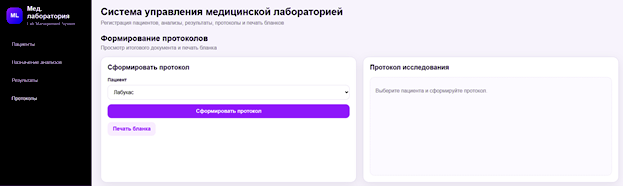 ML
Мед.
лаборатория
Lab Management System
Пациенты
Назначение анализов
Результаты
Протоколы
Система управления медицинской лабораторией
Регистрация пациентов, анализы, результаты, протоколы и печать бланков
Формирование протоколов
Просмотр итогового документа и печать бланка
Сформировать протокол
Пациент
Лабукас
Сформировать протокол
Печать бланка
Протокол исследования
Выберите пациента и сформируйте протокол